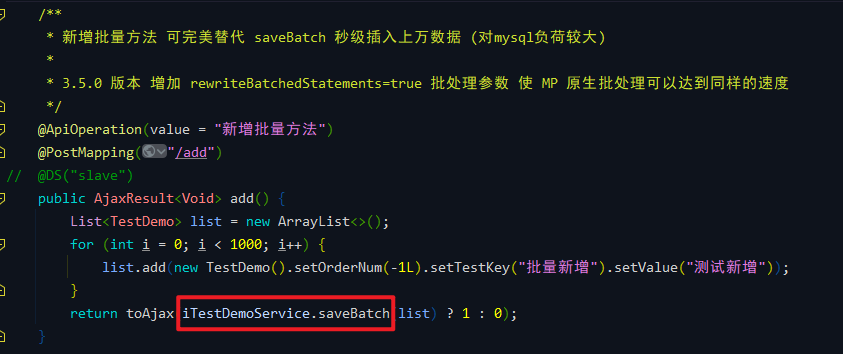 /**
* 新增批量方法 可完美替代 saveBatch 秒级插入上万数据 (对mysql负荷较大)
*
* 3.5.0 版本 增加 rewriteBatchedStatements=true 批处理参数 使 MP 原生批处理可以达到同样的速度
*/
@ApiOperation(value = "新增批量方法")
@PostMapping("/add")
// @DS("slave")
public AjaxResult<Void> add() {
List<TestDemo> list = new ArrayList<>();
for (int i = 0; i < 1000; i++) {
list.add(new TestDemo().setOrderNum(-1L).setTestKey("批量新增").setValue("测试新增"));
}
return toAjax(iTestDemoService.saveBatch(list) ? 1 : 0);
}